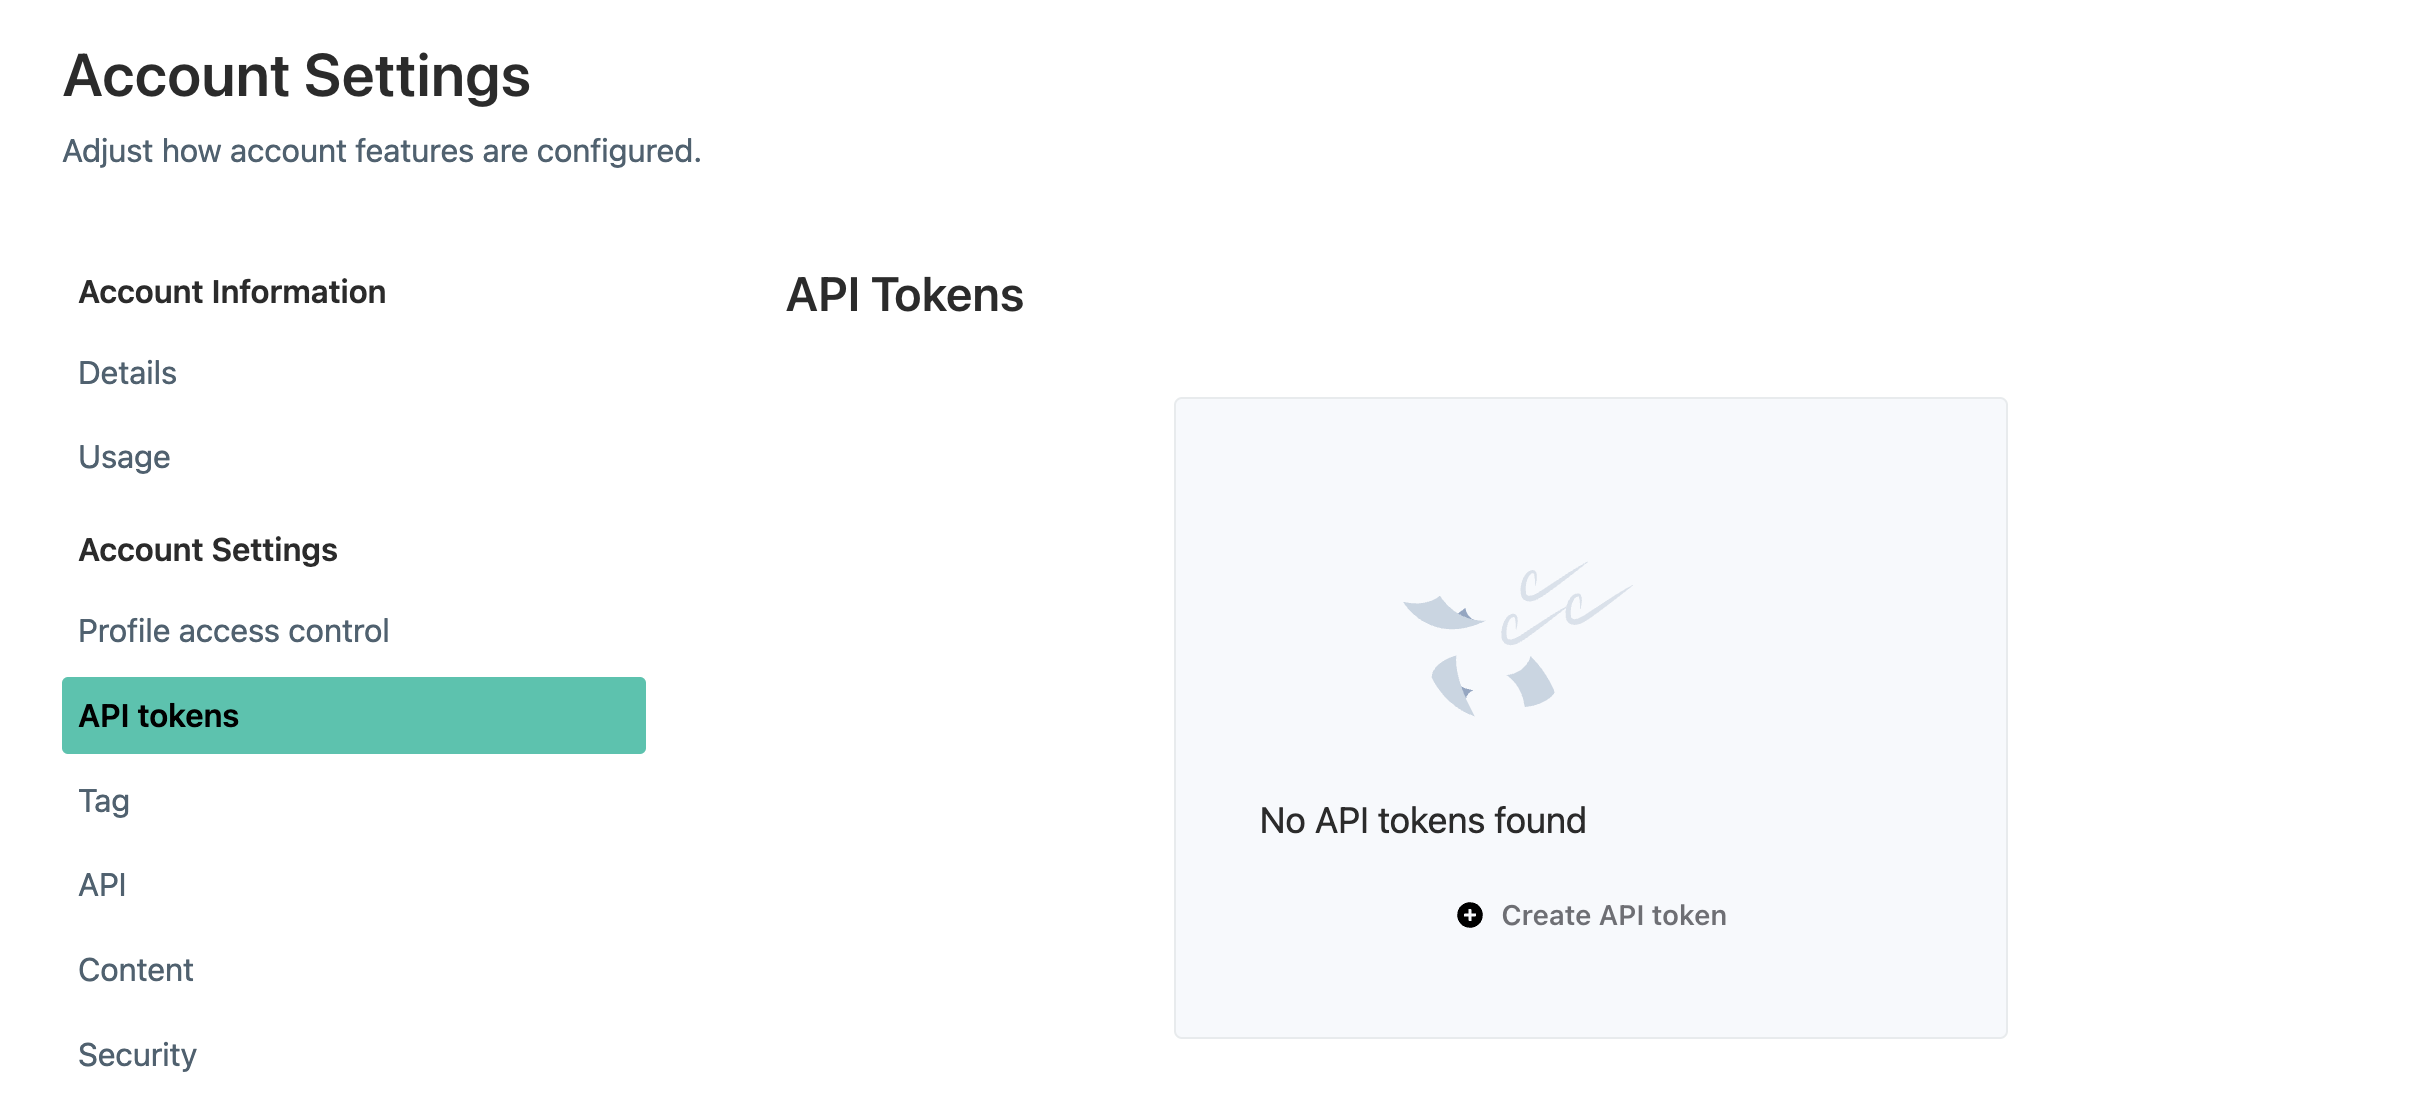 Account Settings
Adjust how account features are configured.
Account Information
Details
Usage
Account Settings
Profile access control
API tokens
Tag
API
Content
Security
API Tokens
No API tokens found
Create API token